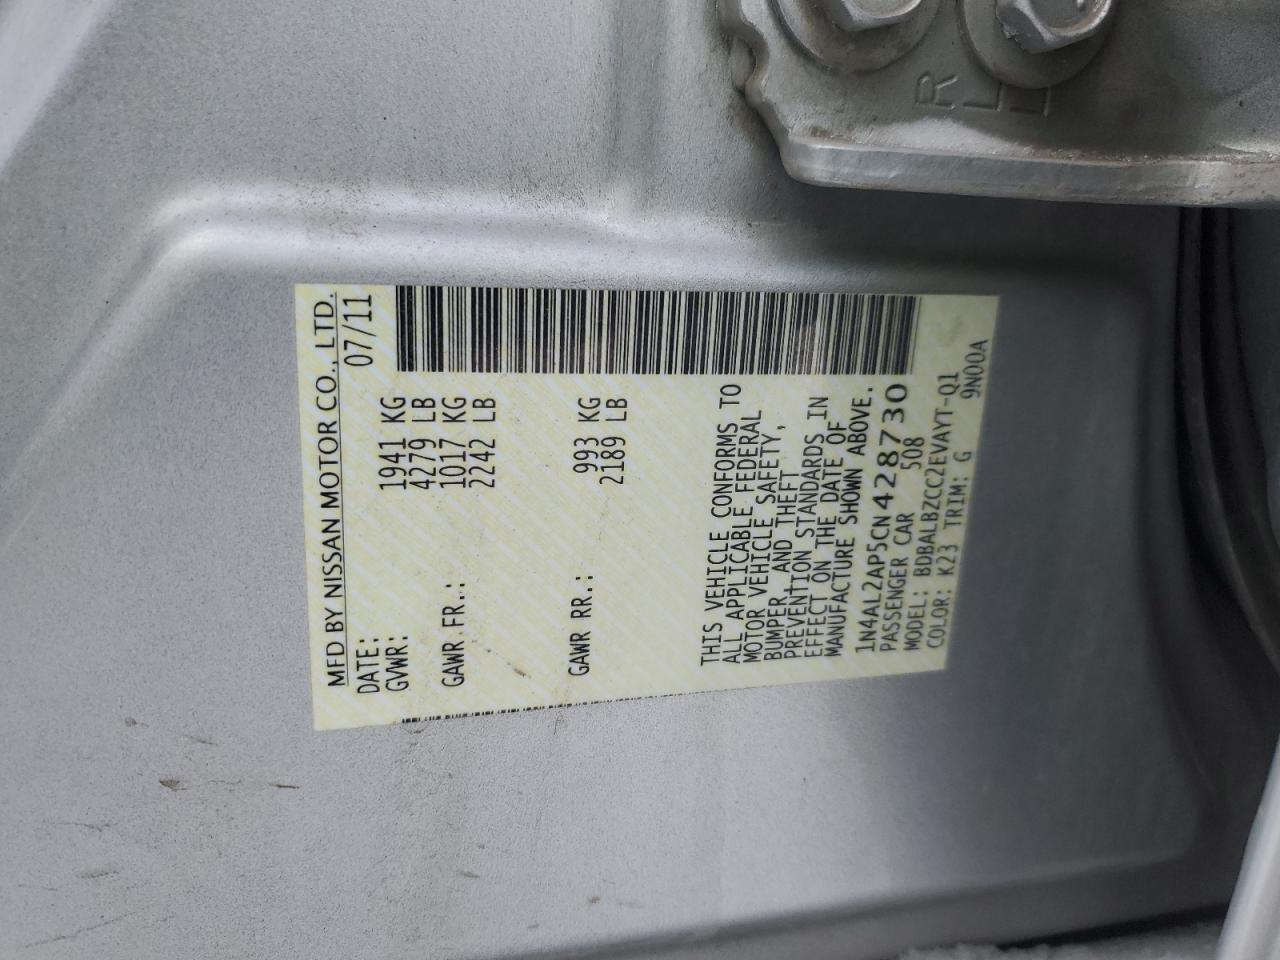 MFD BY NISSAN MOTOR CO., LTD.
DATE: 07/11
GVWR: 1941 KG
4279 LB
GAWR FR.: 1017 KG
2242 LB
GAWR RR.: 993 KG
2189 LB
THIS VEHICLE CONFORMS TO
ALL APPLICABLE FEDERAL
MOTOR VEHICLE SAFETY,
BUMPER, AND THEFT
PREVENTION STANDARDS IN
EFFECT ON THE DATE OF
MANUFACTURE SHOWN ABOVE.
1N4AL2AP5CN428730
PASSENGER CAR 508
MODEL: BDBALBZCC2EVAYT-Q1
COLOR: K23 TRIM: G 9N00A
R